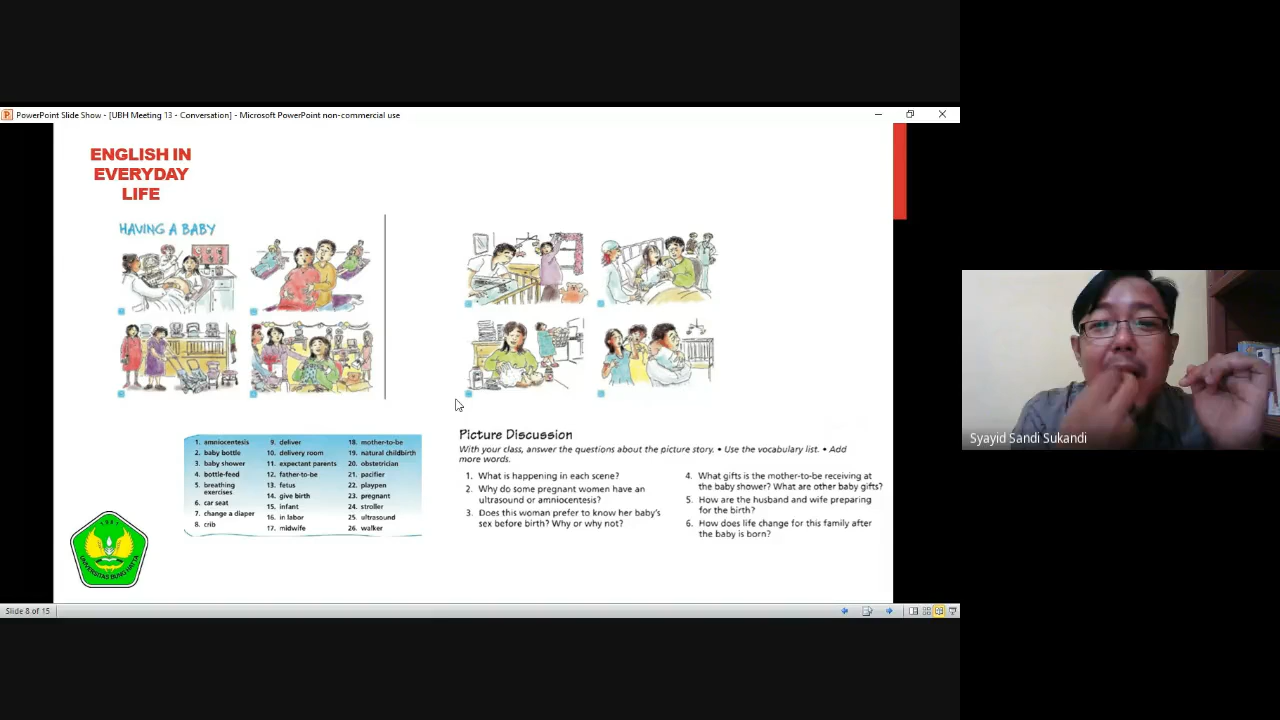 PowerPoint Slide Show - [UBH Meeting 13 - Conversation] - Microsoft PowerPoint non-commercial use
ENGLISH IN
EVERYDAY
LIFE
HAVING A BABY
1. amniocentesis
2. baby bottle
3. baby shower
4. bottle-feed
5. breathing
exercises
6. car seat
7. change a diaper
8. crib
9. deliver
10. delivery room
11. expectant parents
12. father-to-be
13. fetus
14. give birth
15. infant
16. in labor
17. midwife
18. mother-to-be
19. natural childbirth
20. obstetrician
21. pacifier
22. playpen
23. pregnant
24. stroller
25. ultrasound
26. walker
Picture Discussion
With your class, answer the questions about the picture story. • Use the vocabulary list. • Add
more words.
1. What is happening in each scene?
2. Why do some pregnant women have an
ultrasound or amniocentesis?
3. Does this woman prefer to know her baby's
sex before birth? Why or why not?
4. What gifts is the mother-to-be receiving at
the baby shower? What are other baby gifts?
5. How are the husband and wife preparing
for the birth?
6. How does life change for this family after
the baby is born?
1981
UNIVERSITAS BUNG HATTA
Slide 8 of 15
Syayid Sandi Sukandi